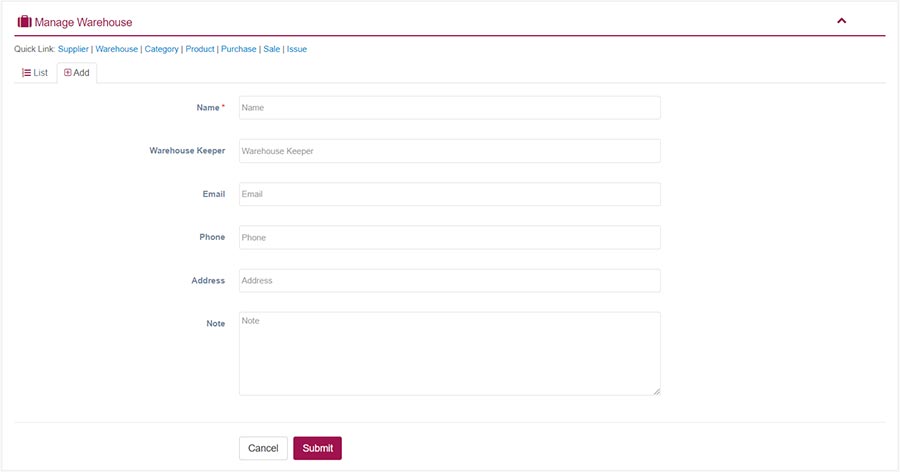 Manage Warehouse
Quick Link: Supplier | Warehouse | Category | Product | Purchase | Sale | Issue
List Add
Name * Name
Warehouse Keeper Warehouse Keeper
Email Email
Phone Phone
Address Address
Note Note
Cancel Submit